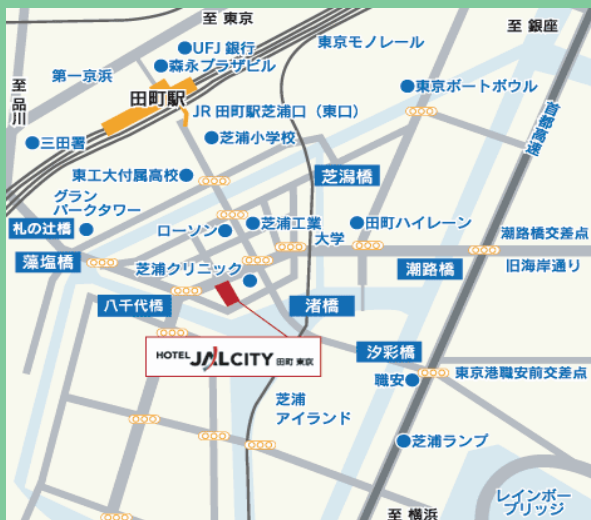 至 東京
至 銀座
UFJ 銀行
東京モノレール
第一京浜
森永プラザビル
至 品川
田町駅
東京ポートボウル
首都高速
JR 田町駅芝浦口（東口）
三田署
芝浦小学校
東工大付属高校
芝潟橋
グラン
パークタワー
札の辻橋
ローソン
芝浦工業
大学
田町ハイレーン
潮路橋交差点
藻塩橋
芝浦クリニック
潮路橋
旧海岸通り
八千代橋
渚橋
HOTEL JALCITY 田町 東京
汐彩橋
職安
東京港職安前交差点
芝浦
アイランド
芝浦ランプ
レインボー
ブリッジ
至 横浜